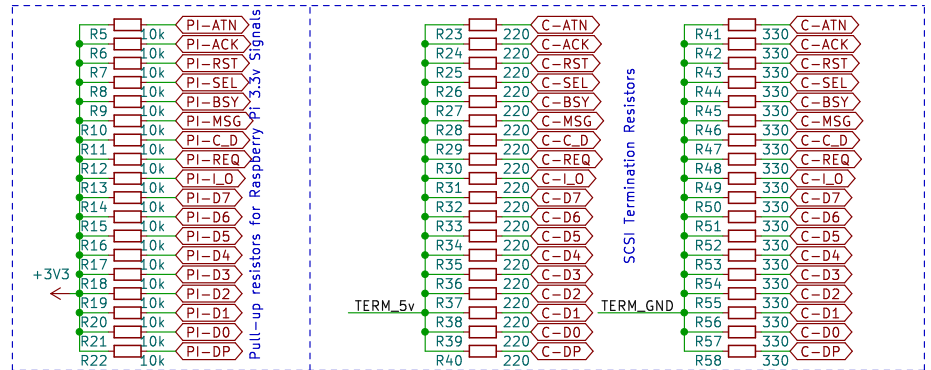 R5 10k PI-ATN
R6 10k PI-ACK
R7 10k PI-RST
R8 10k PI-SEL
R9 10k PI-BSY
R10 10k PI-MSG
R11 10k PI-C_D
R12 10k PI-REQ
R13 10k PI-I_O
R14 10k PI-D7
R15 10k PI-D6
R16 10k PI-D5
R17 10k PI-D4
R18 10k PI-D3
R19 10k PI-D2
R20 10k PI-D1
R21 10k PI-D0
R22 10k PI-DP
+3V3
Pull-up resistors for Raspberry Pi 3.3v Signals
R23 220 C-ATN
R24 220 C-ACK
R25 220 C-RST
R26 220 C-SEL
R27 220 C-BSY
R28 220 C-MSG
R29 220 C-C_D
R30 220 C-REQ
R31 220 C-I_O
R32 220 C-D7
R33 220 C-D6
R34 220 C-D5
R35 220 C-D4
R36 220 C-D3
R37 220 C-D2
R38 220 C-D1
R39 220 C-D0
R40 220 C-DP
TERM_5v
SCSI Termination Resistors
R41 330 C-ATN
R42 330 C-ACK
R43 330 C-RST
R44 330 C-SEL
R45 330 C-BSY
R46 330 C-MSG
R47 330 C-C_D
R48 330 C-REQ
R49 330 C-I_O
R50 330 C-D7
R51 330 C-D6
R52 330 C-D5
R53 330 C-D4
R54 330 C-D3
R55 330 C-D2
R56 330 C-D1
R57 330 C-D0
R58 330 C-DP
TERM_GND